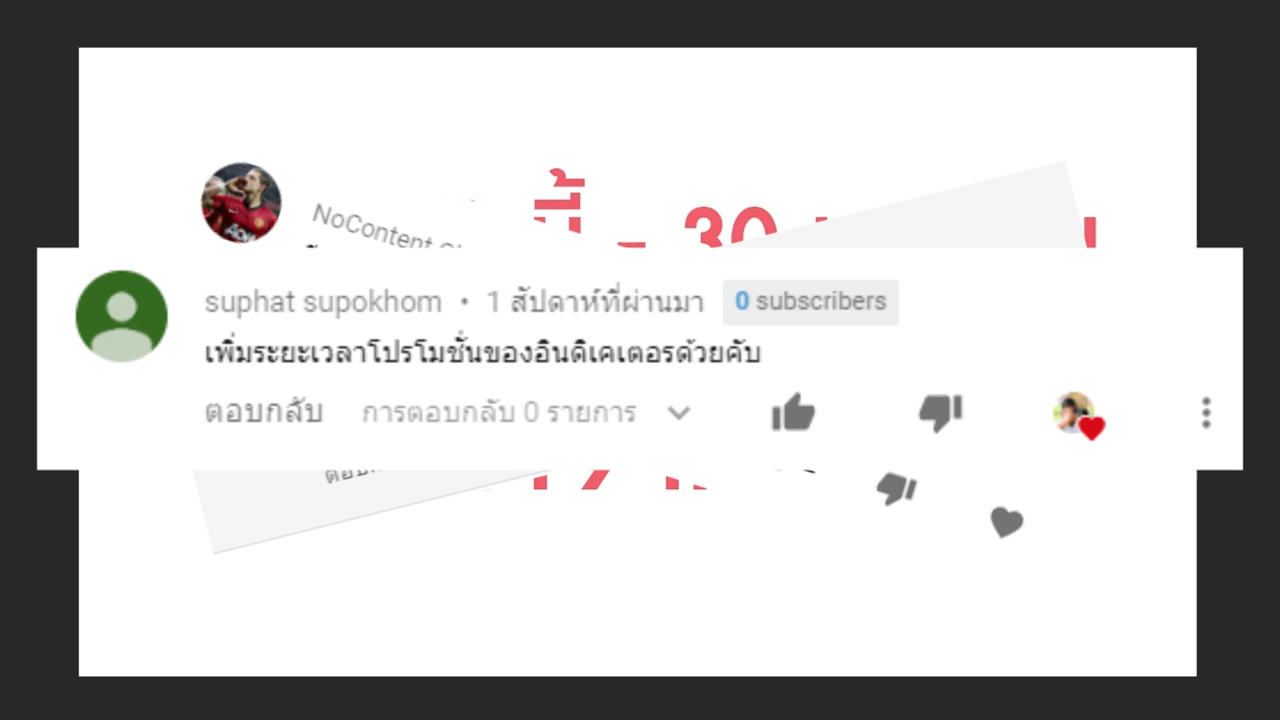 นี้ - 30
NoContent
suphat supokhom • 1 สัปดาห์ที่ผ่านมา 0 subscribers
เพิ่มระยะเวลาโปรโมชั่นของอินดิเคเตอรด้วยคับ
ตอบกลับ การตอบกลับ 0 รายการ